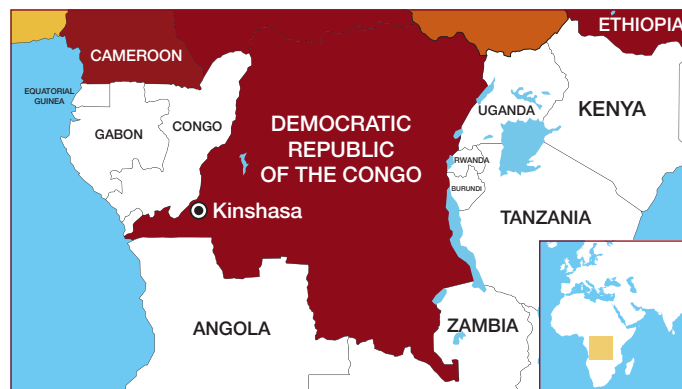 ETHIOPIA
CAMEROON
EQUATORIAL
GUINEA
GABON
CONGO
DEMOCRATIC
REPUBLIC
OF THE CONGO
UGANDA
KENYA
RWANDA
BURUNDI
Kinshasa
TANZANIA
ANGOLA
ZAMBIA